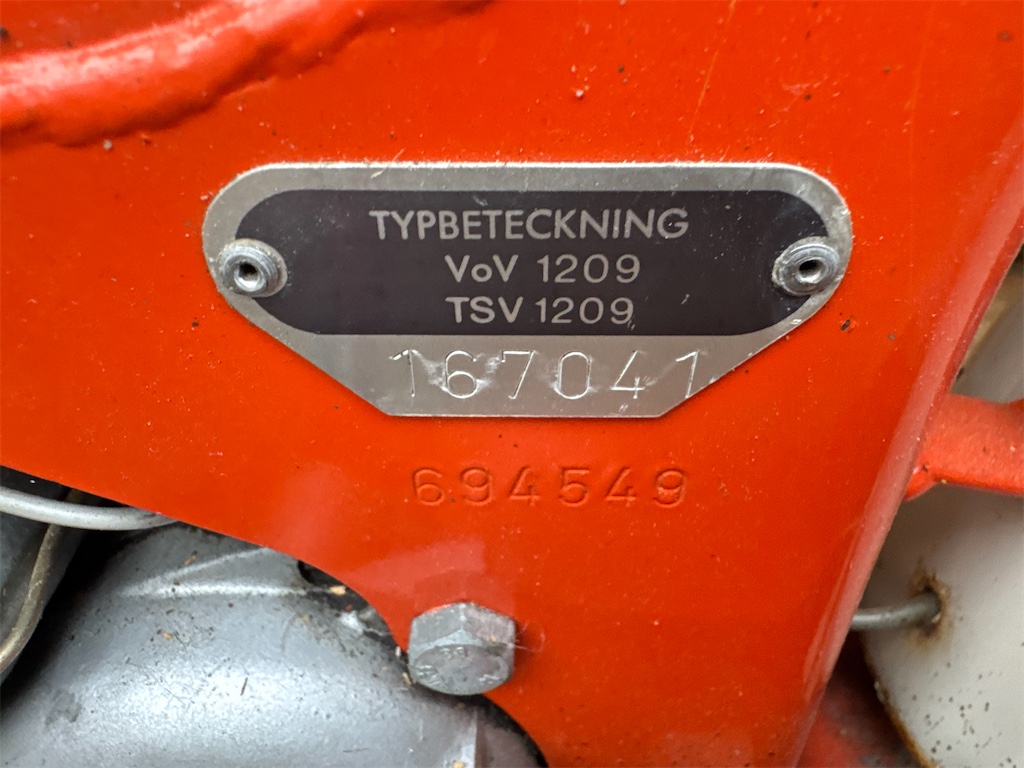 TYPBETECKNING
VoV 1209
TSV 1209
167041
694549